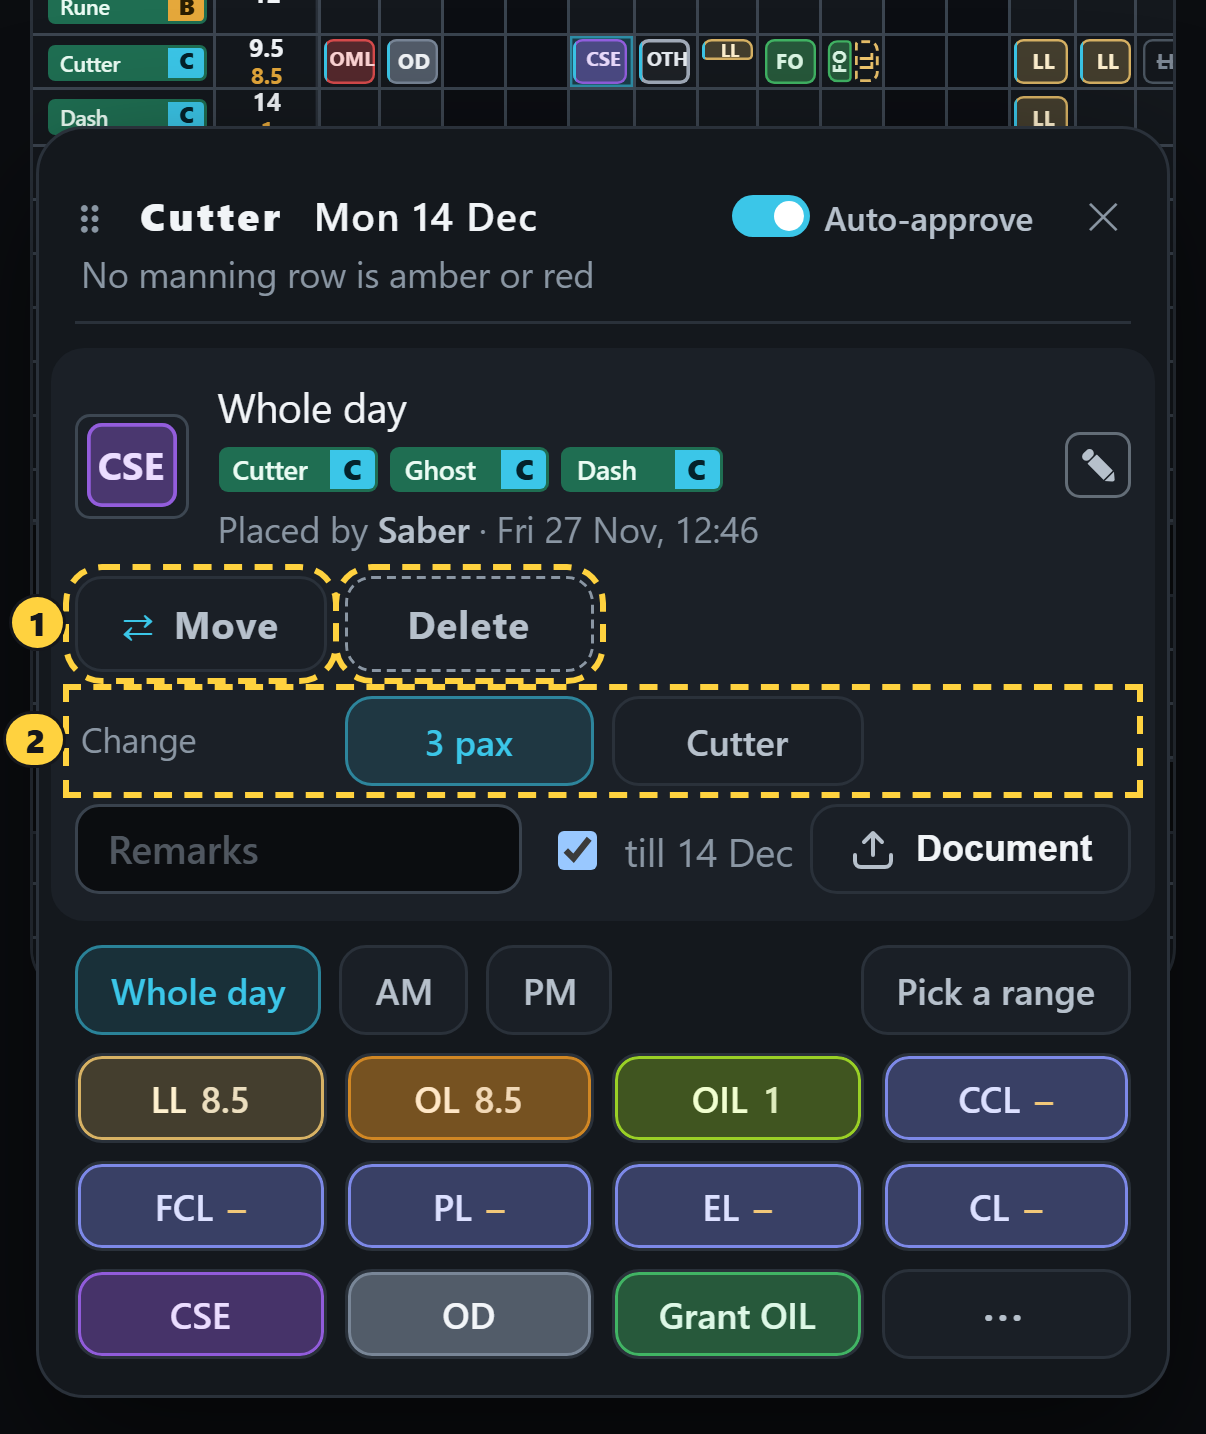 Rune B
Cutter C 9.5 8.5 OML OD CSE OTH LL FO FO LL LL
Dash C 14 LL
Cutter Mon 14 Dec Auto-approve
No manning row is amber or red
CSE
Whole day
Cutter C Ghost C Dash C
Placed by Saber · Fri 27 Nov, 12:46
1 Move Delete
2 Change 3 pax Cutter
Remarks till 14 Dec Document
Whole day AM PM Pick a range
LL 8.5 OL 8.5 OIL 1 CCL –
FCL – PL – EL – CL –
CSE OD Grant OIL ...